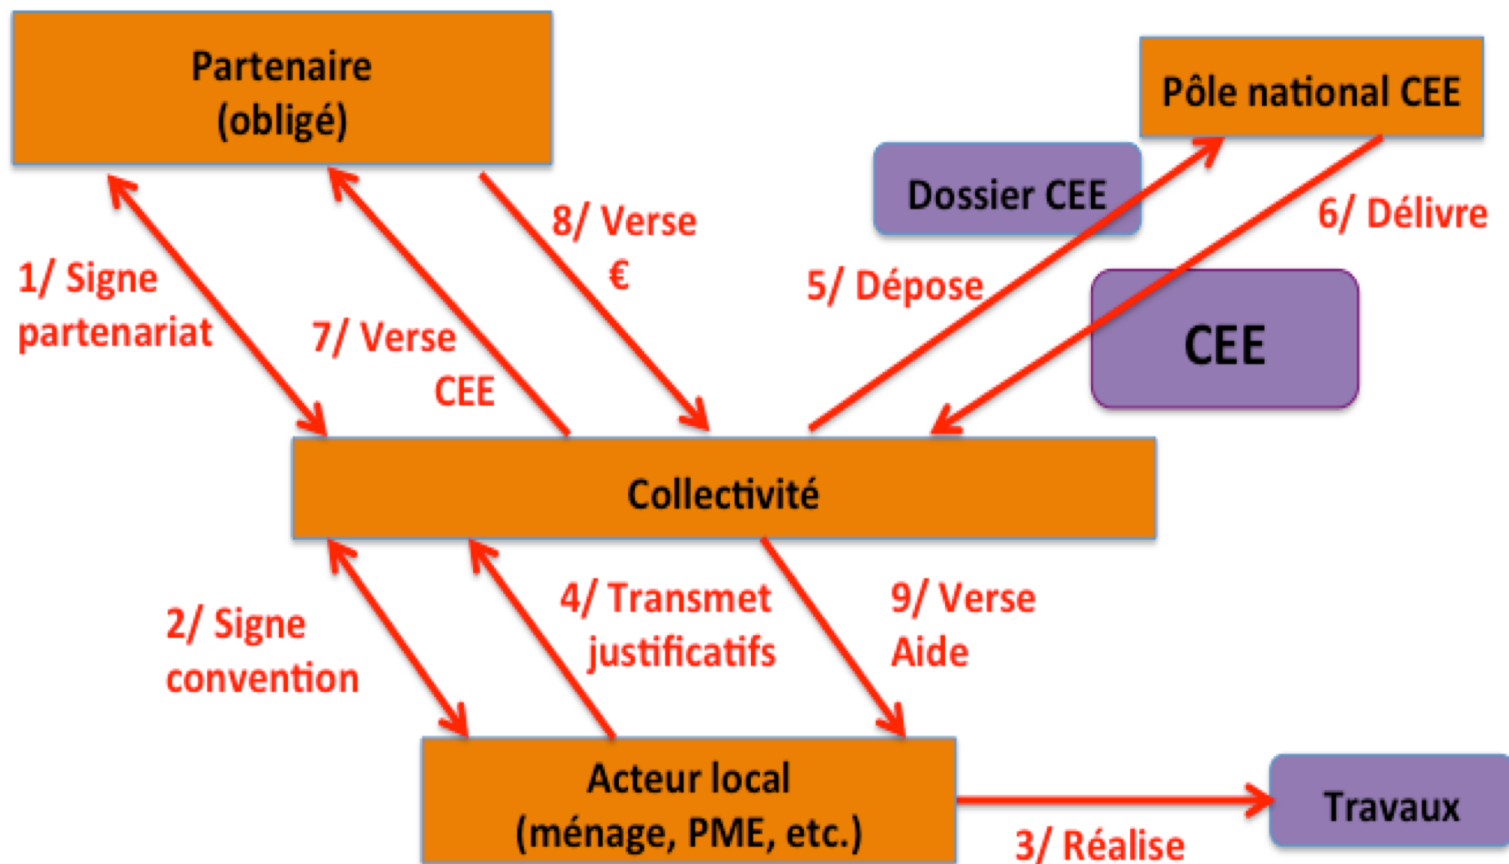 Partenaire
(obligé)
Pôle national CEE
Dossier CEE
6/ Délivre
8/ Verse
€
1/ Signe
partenariat
5/ Dépose
7/ Verse
CEE
CEE
Collectivité
2/ Signe
convention
4/ Transmet
justificatifs
9/ Verse
Aide
Acteur local
(ménage, PME, etc.)
3/ Réalise
Travaux